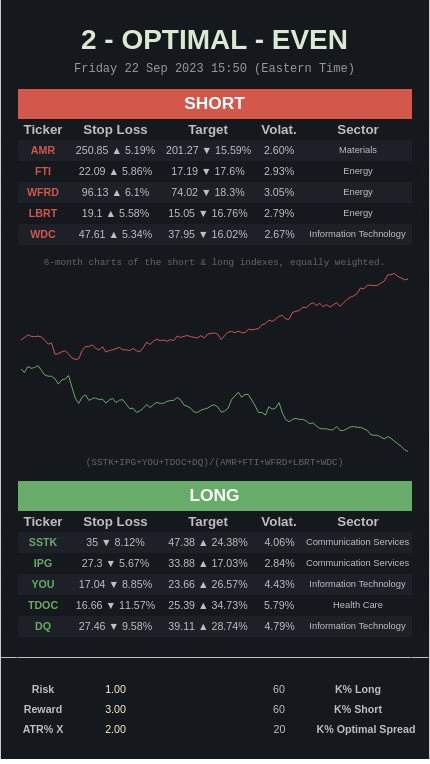 2 - OPTIMAL - EVEN
Friday 22 Sep 2023 15:50 (Eastern Time)
SHORT
Ticker Stop Loss Target Volat. Sector
AMR 250.85 ▲ 5.19% 201.27 ▼ 15.59% 2.60% Materials
FTI 22.09 ▲ 5.86% 17.19 ▼ 17.6% 2.93% Energy
WFRD 96.13 ▲ 6.1% 74.02 ▼ 18.3% 3.05% Energy
LBRT 19.1 ▲ 5.58% 15.05 ▼ 16.76% 2.79% Energy
WDC 47.61 ▲ 5.34% 37.95 ▼ 16.02% 2.67% Information Technology
6-month charts of the short & long indexes, equally weighted.
(SSTK+IPG+YOU+TDOC+DQ)/(AMR+FTI+WFRD+LBRT+WDC)
LONG
Ticker Stop Loss Target Volat. Sector
SSTK 35 ▼ 8.12% 47.38 ▲ 24.38% 4.06% Communication Services
IPG 27.3 ▼ 5.67% 33.88 ▲ 17.03% 2.84% Communication Services
YOU 17.04 ▼ 8.85% 23.66 ▲ 26.57% 4.43% Information Technology
TDOC 16.66 ▼ 11.57% 25.39 ▲ 34.73% 5.79% Health Care
DQ 27.46 ▼ 9.58% 39.11 ▲ 28.74% 4.79% Information Technology
Risk 1.00 60 K% Long
Reward 3.00 60 K% Short
ATR% X 2.00 20 K% Optimal Spread